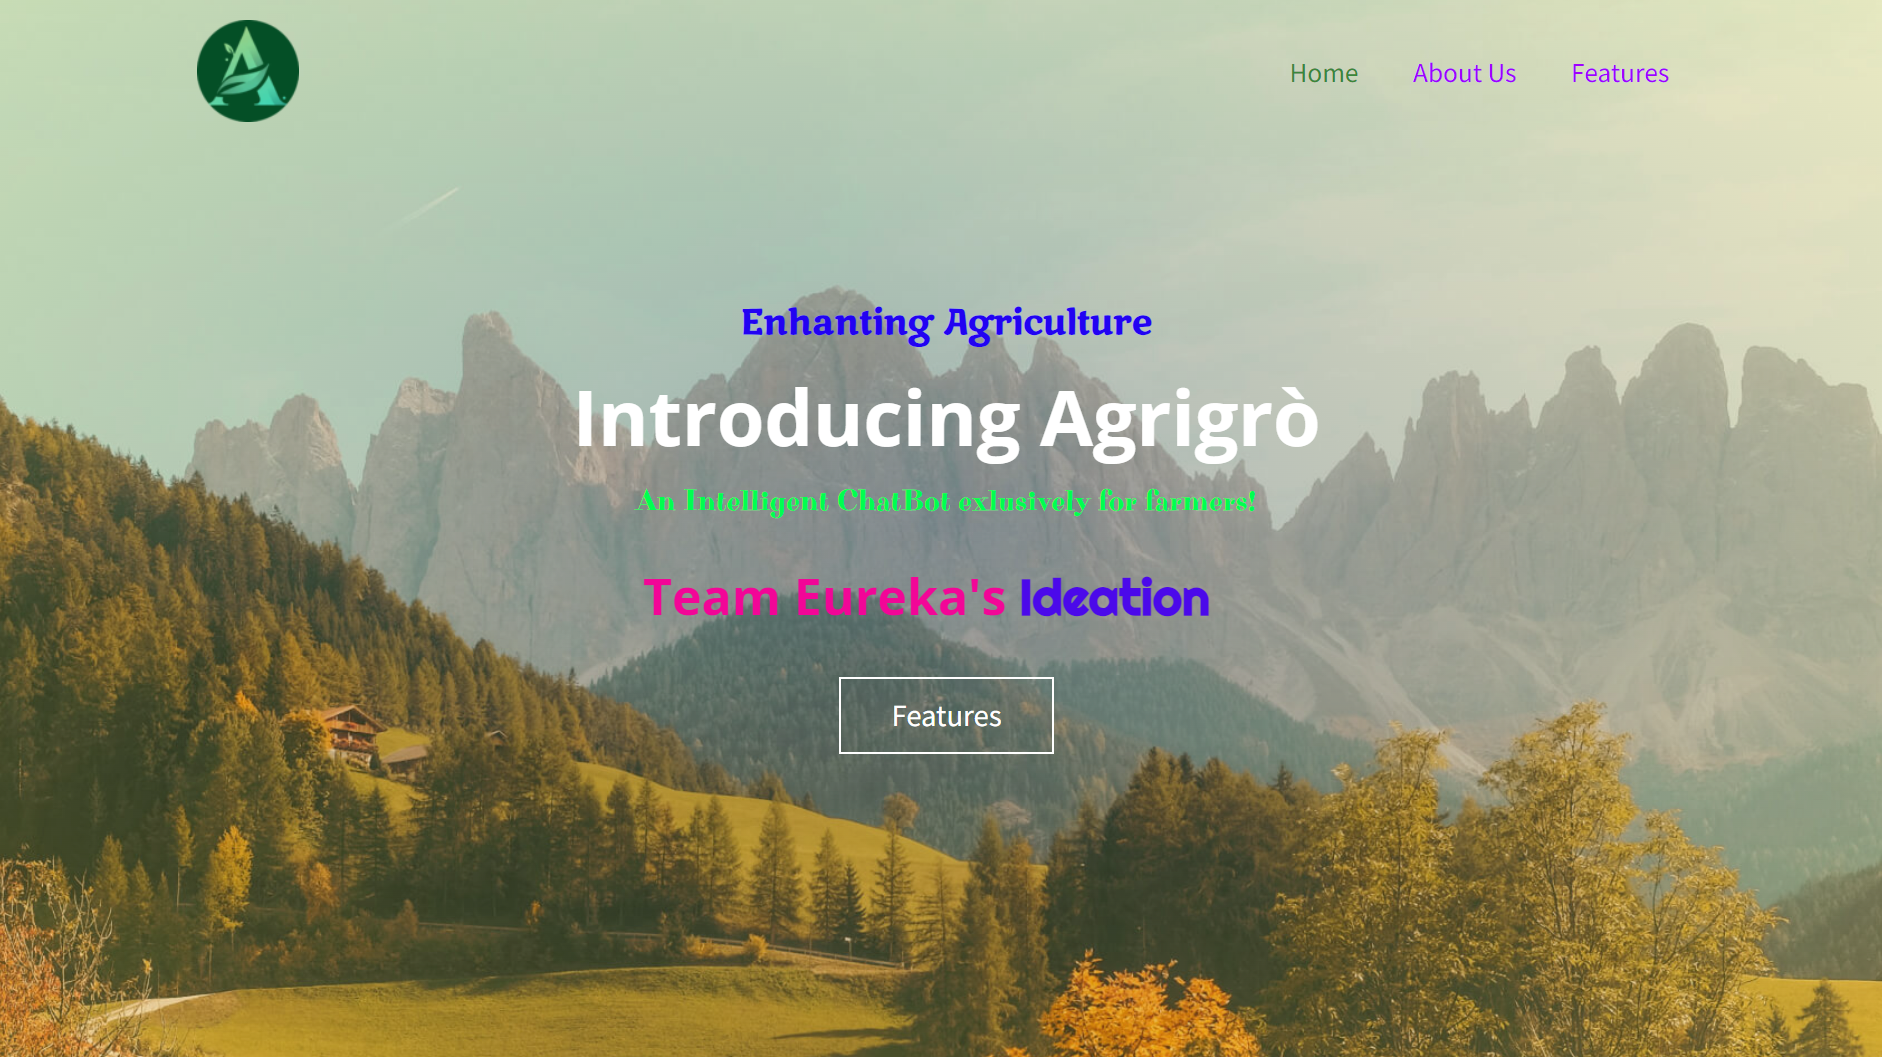 Home About Us Features
Enhanting Agriculture
Introducing Agrigrò
An Intelligent ChatBot exlusively for farmers!
Team Eureka's Ideation
Features